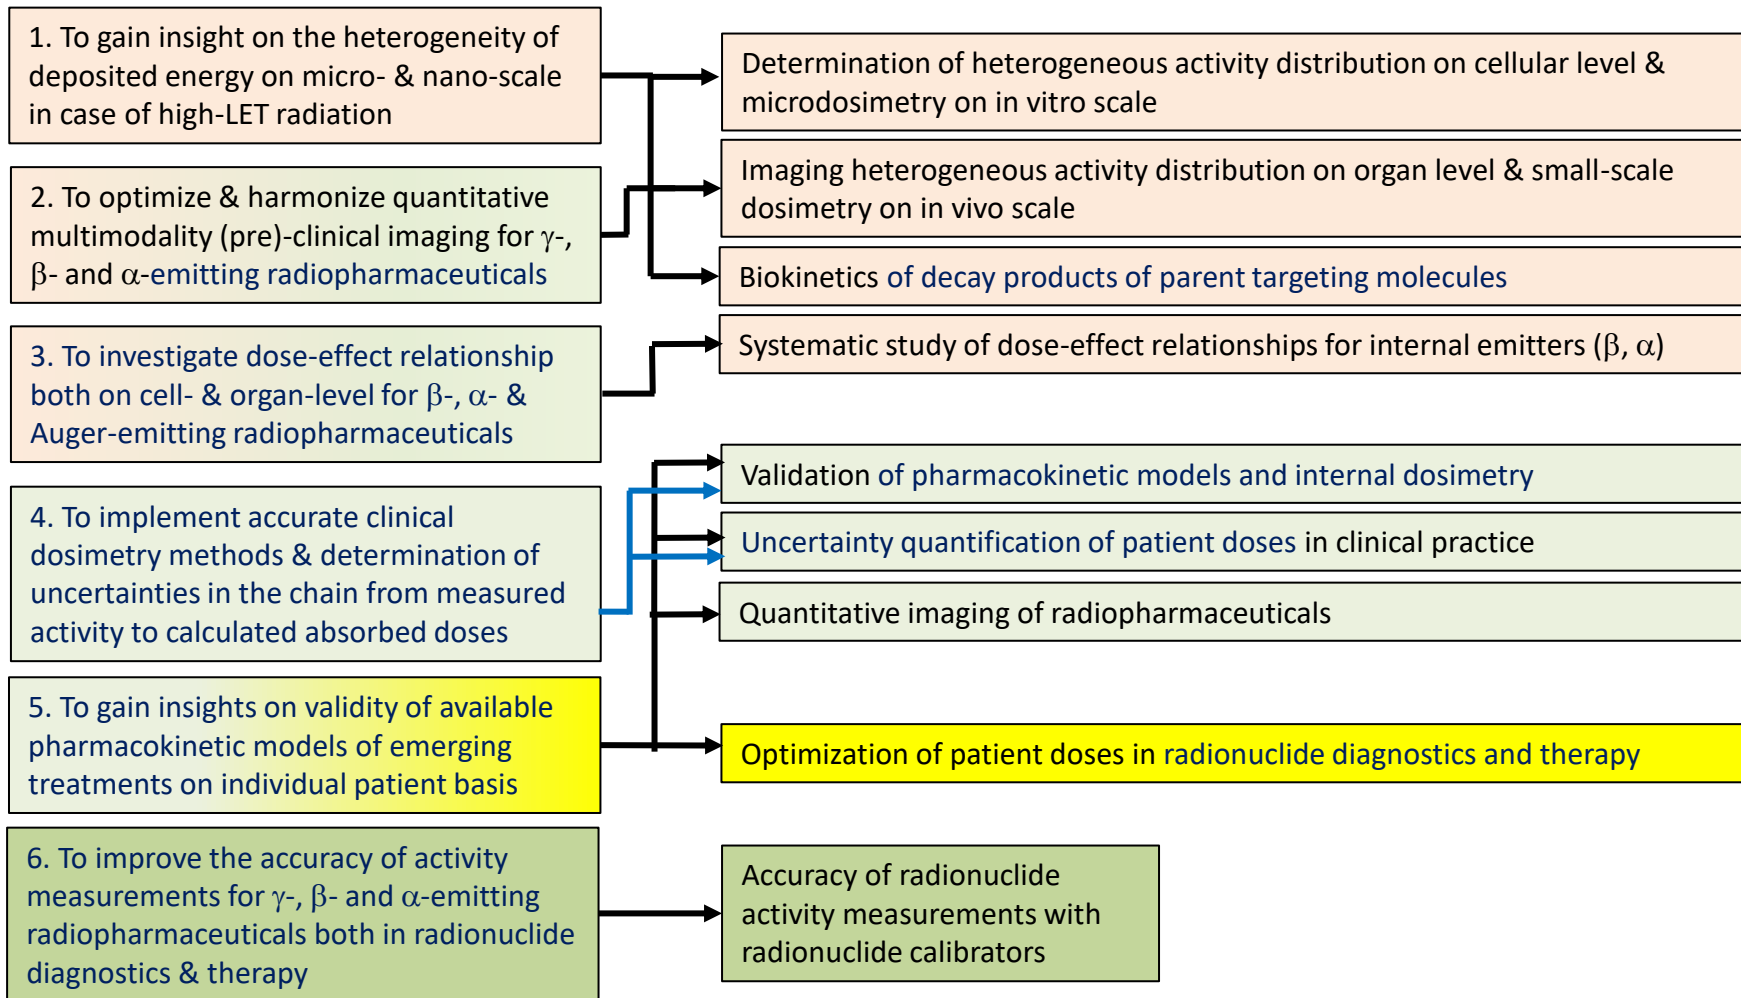 1. To gain insight on the heterogeneity of
deposited energy on micro- & nano-scale
in case of high-LET radiation
Determination of heterogeneous activity distribution on cellular level &
microdosimetry on in vitro scale
2. To optimize & harmonize quantitative
multimodality (pre)-clinical imaging for γ-,
β- and α-emitting radiopharmaceuticals
Imaging heterogeneous activity distribution on organ level & small-scale
dosimetry on in vivo scale
Biokinetics of decay products of parent targeting molecules
3. To investigate dose-effect relationship
both on cell- & organ-level for β-, α- &
Auger-emitting radiopharmaceuticals
Systematic study of dose-effect relationships for internal emitters (β, α)
4. To implement accurate clinical
dosimetry methods & determination of
uncertainties in the chain from measured
activity to calculated absorbed doses
Validation of pharmacokinetic models and internal dosimetry
Uncertainty quantification of patient doses in clinical practice
Quantitative imaging of radiopharmaceuticals
5. To gain insights on validity of available
pharmacokinetic models of emerging
treatments on individual patient basis
Optimization of patient doses in radionuclide diagnostics and therapy
6. To improve the accuracy of activity
measurements for γ-, β- and α-emitting
radiopharmaceuticals both in radionuclide
diagnostics & therapy
Accuracy of radionuclide
activity measurements with
radionuclide calibrators